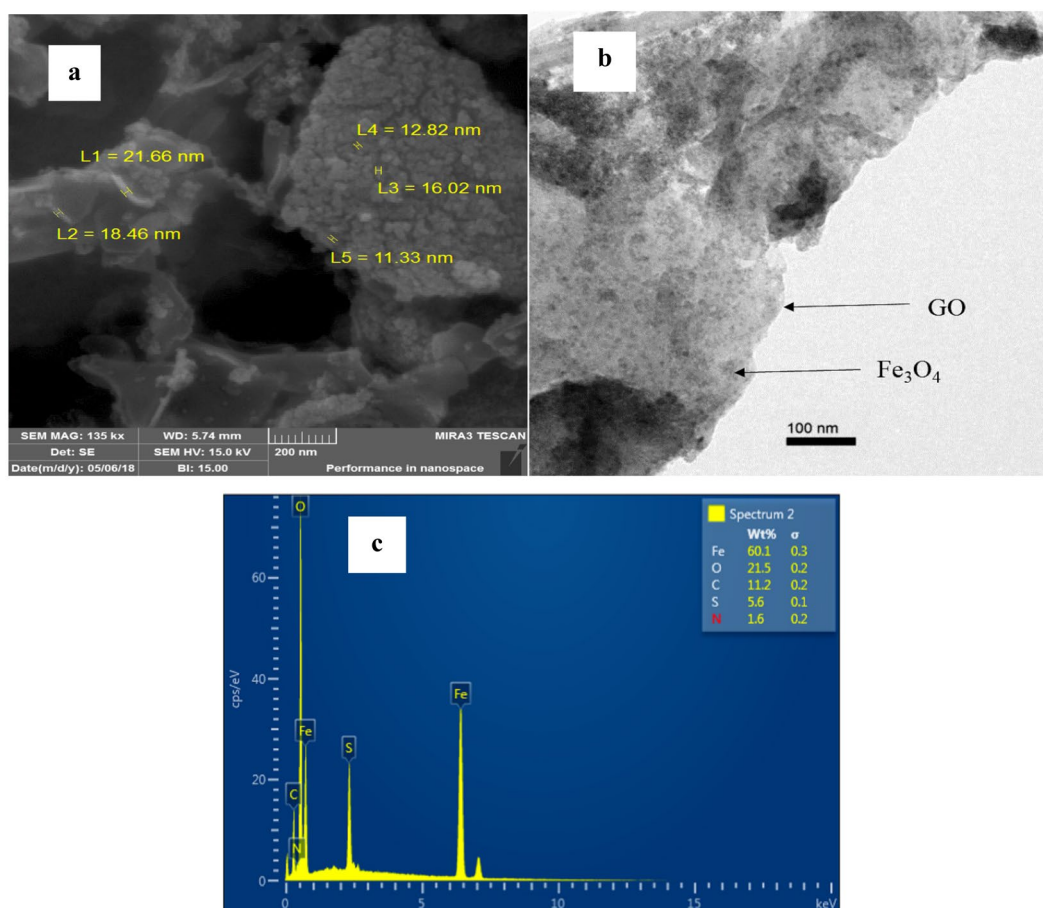 a
L4 = 12.82 nm
L1 = 21.66 nm
L3 = 16.02 nm
L2 = 18.46 nm
L5 = 11.33 nm
SEM MAG: 135 kx WD: 5.74 mm MIRA3 TESCAN
Det: SE SEM HV: 15.0 kV 200 nm
Date(m/d/y): 05/06/18 BI: 15.00 Performance in nanospace
b
GO
Fe₃O₄
100 nm
c
Spectrum 2
Wt% σ
Fe 60.1 0.3
O 21.5 0.2
C 11.2 0.2
S 5.6 0.1
N 1.6 0.2
O
60
cps/eV
40
Fe
Fe
S
20
C
N
0
0 5 10 15 keV